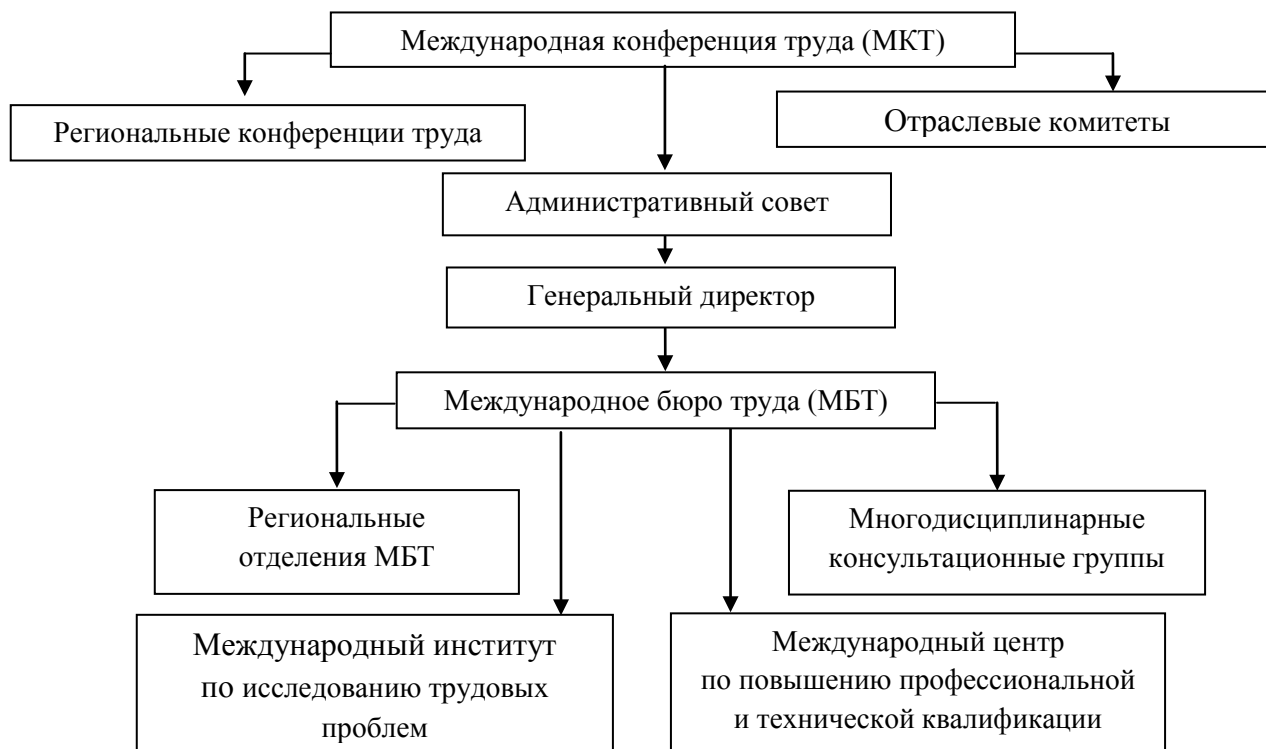 Международная конференция труда (МКТ)
Региональные конференции труда
Отраслевые комитеты
Административный совет
Генеральный директор
Международное бюро труда (МБТ)
Региональные
отделения МБТ
Многодисциплинарные
консультационные группы
Международный институт
по исследованию трудовых
проблем
Международный центр
по повышению профессиональной
и технической квалификации